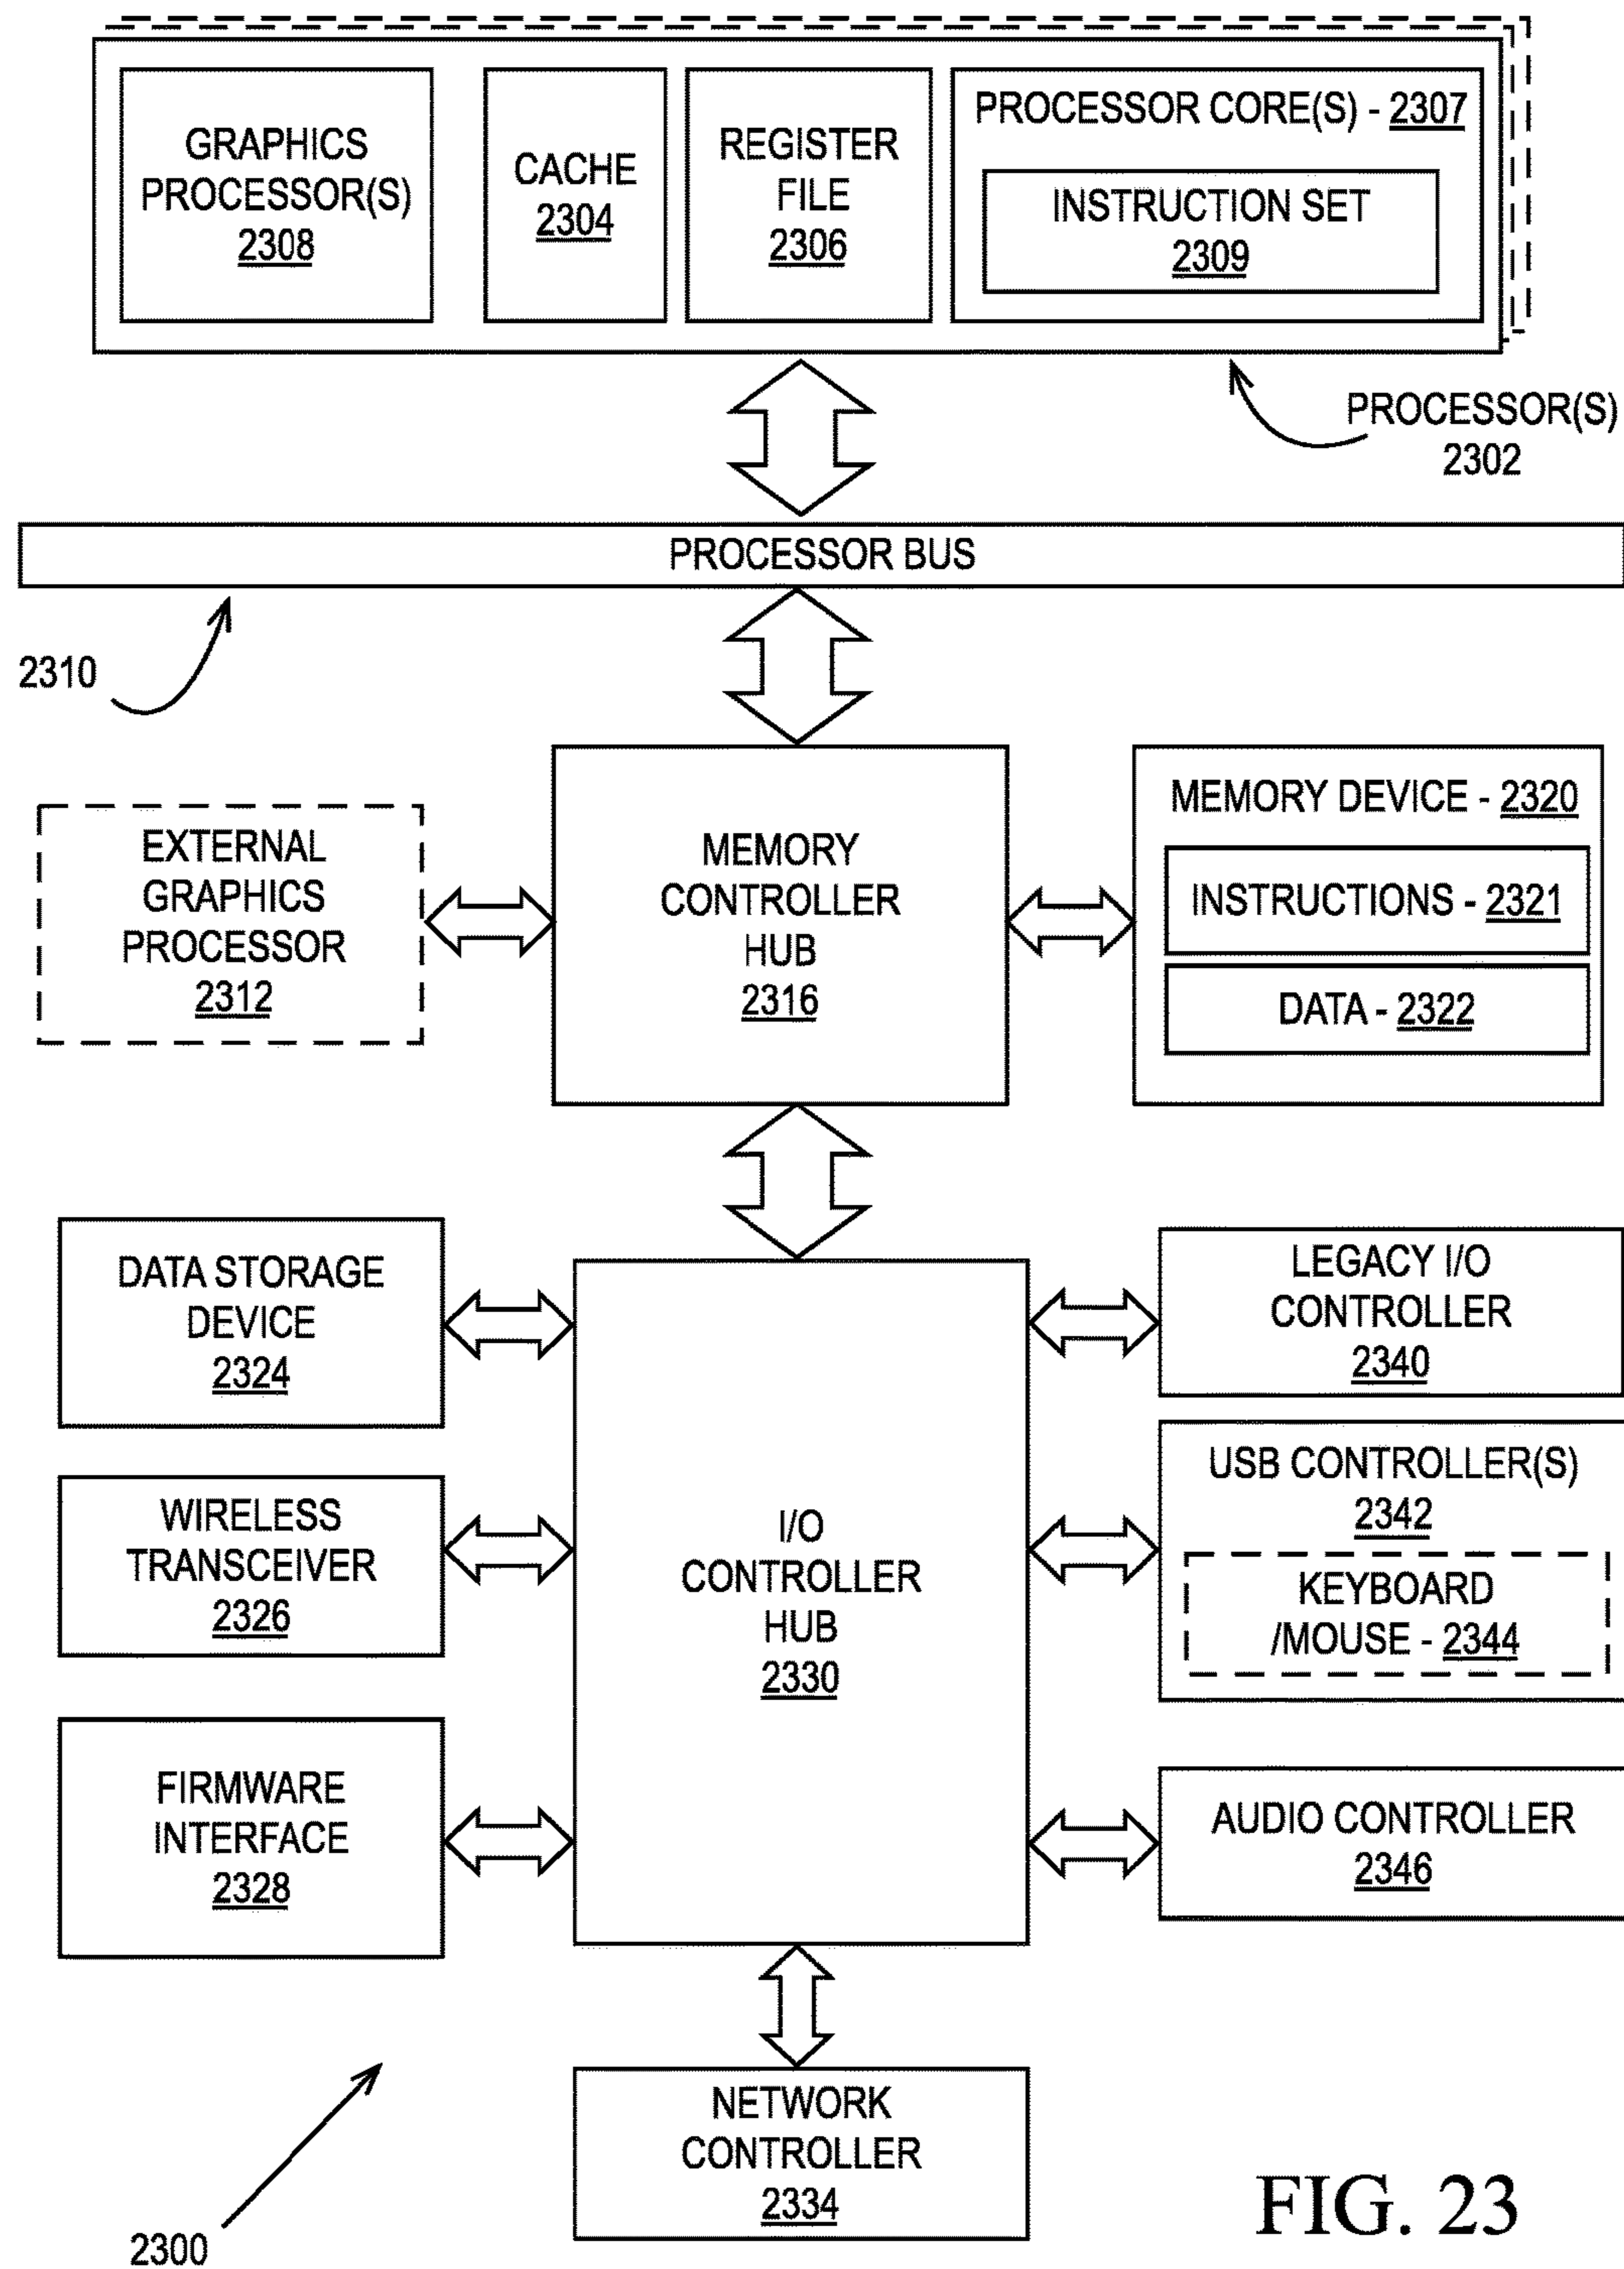 GRAPHICS
PROCESSOR(S)
2308
CACHE
2304
REGISTER
FILE
2306
PROCESSOR CORE(S) - 2307
INSTRUCTION SET
2309
PROCESSOR(S)
2302
PROCESSOR BUS
2310
EXTERNAL
GRAPHICS
PROCESSOR
2312
MEMORY
CONTROLLER
HUB
2316
MEMORY DEVICE - 2320
INSTRUCTIONS - 2321
DATA - 2322
DATA STORAGE
DEVICE
2324
WIRELESS
TRANSCEIVER
2326
FIRMWARE
INTERFACE
2328
I/O
CONTROLLER
HUB
2330
LEGACY I/O
CONTROLLER
2340
USB CONTROLLER(S)
2342
KEYBOARD
/MOUSE - 2344
AUDIO CONTROLLER
2346
NETWORK
CONTROLLER
2334
2300
FIG. 23